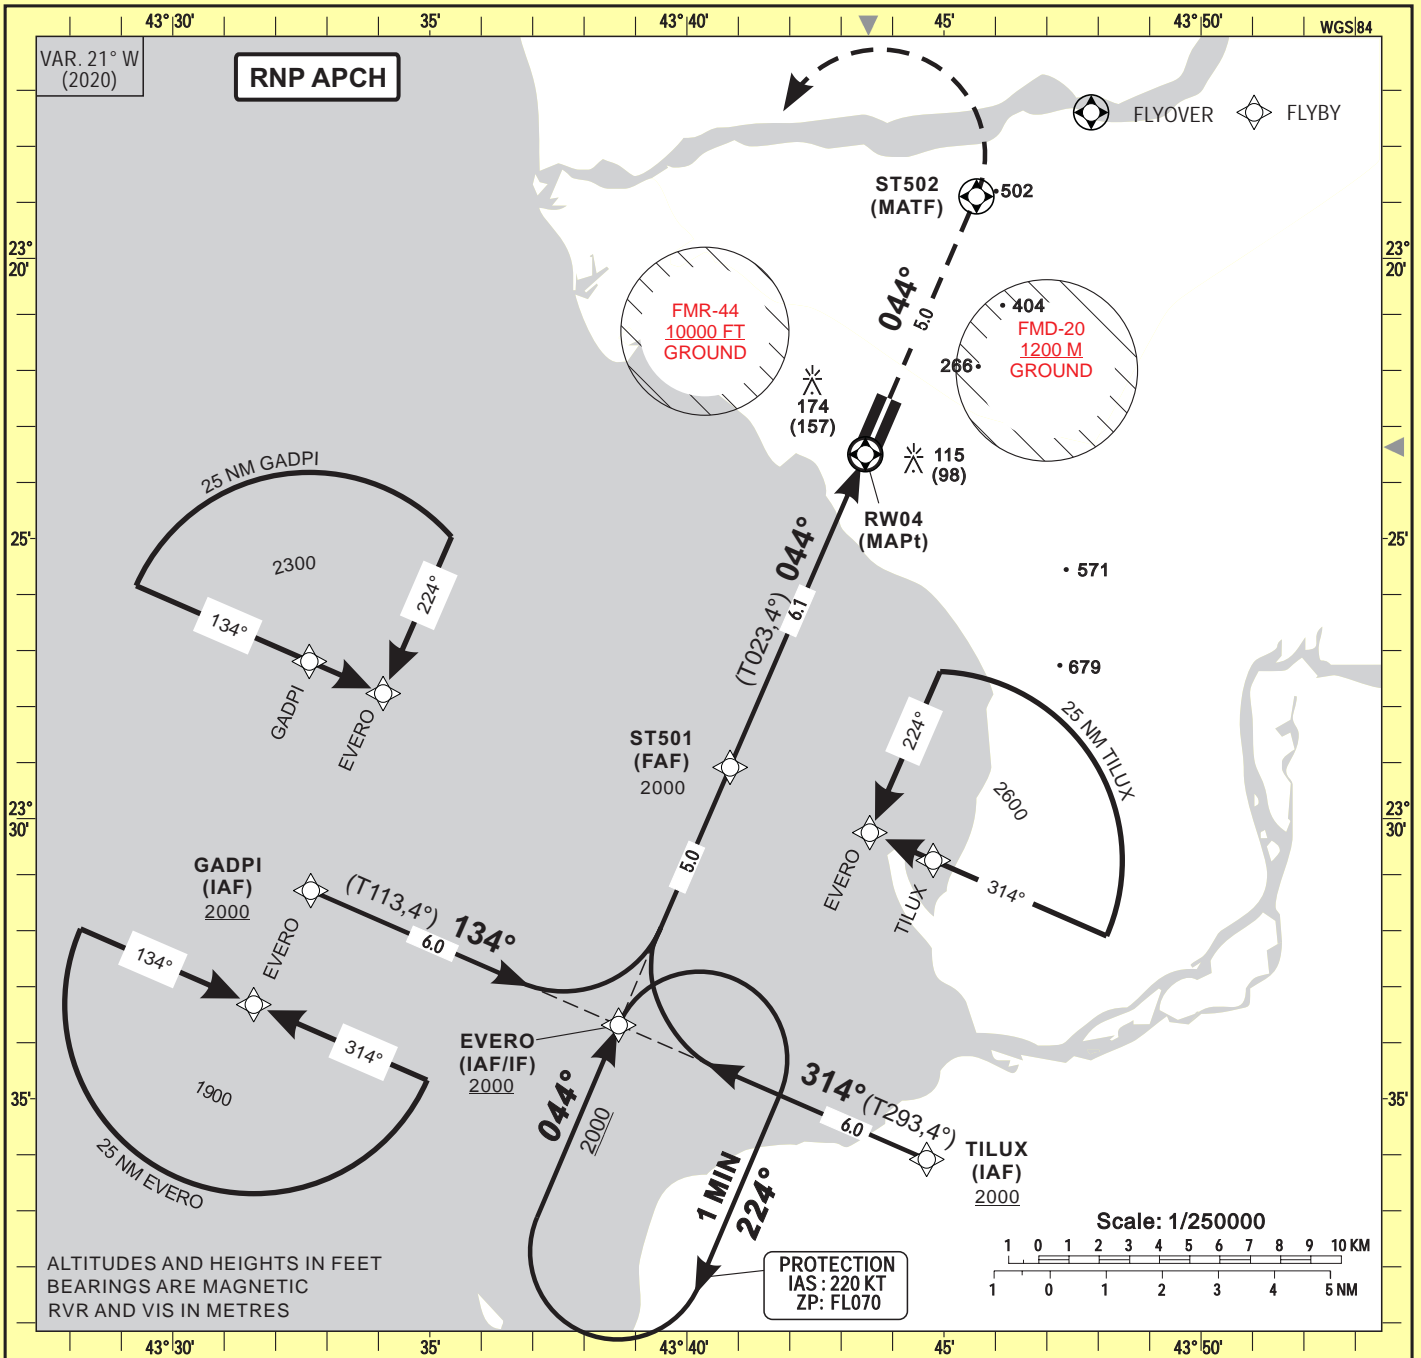 43°30'
35'
43°40'
45'
43°50'
WGS84
VAR. 21° W
(2020)
RNP APCH
FLYOVER
FLYBY
ST502
(MATF)
502
23°
20'
23°
20'
044°
5.0
FMR-44
10000 FT
GROUND
404
FMD-20
1200 M
GROUND
266
174
(157)
115
(98)
RW04
(MAPt)
25 NM GADPI
2300
134°
224°
GADPI
EVERO
25'
25'
044°
(T023,4°)
6.1
571
679
ST501
(FAF)
2000
224°
25 NM TILUX
2600
EVERO
TILUX
314°
23°
30'
23°
30'
5.0
GADPI
(IAF)
2000
(T113,4°)
134°
6.0
EVERO
134°
314°
1900
25 NM EVERO
EVERO
(IAF/IF)
2000
044°
2000
314°
(T293,4°)
6.0
TILUX
(IAF)
2000
35'
35'
1 MIN
224°
PROTECTION
IAS : 220 KT
ZP: FL070
Scale: 1/250000
1 0 1 2 3 4 5 6 7 8 9 10 KM
1 0 1 2 3 4 5 NM
ALTITUDES AND HEIGHTS IN FEET
BEARINGS ARE MAGNETIC
RVR AND VIS IN METRES
43°30'
35'
43°40'
45'
43°50'